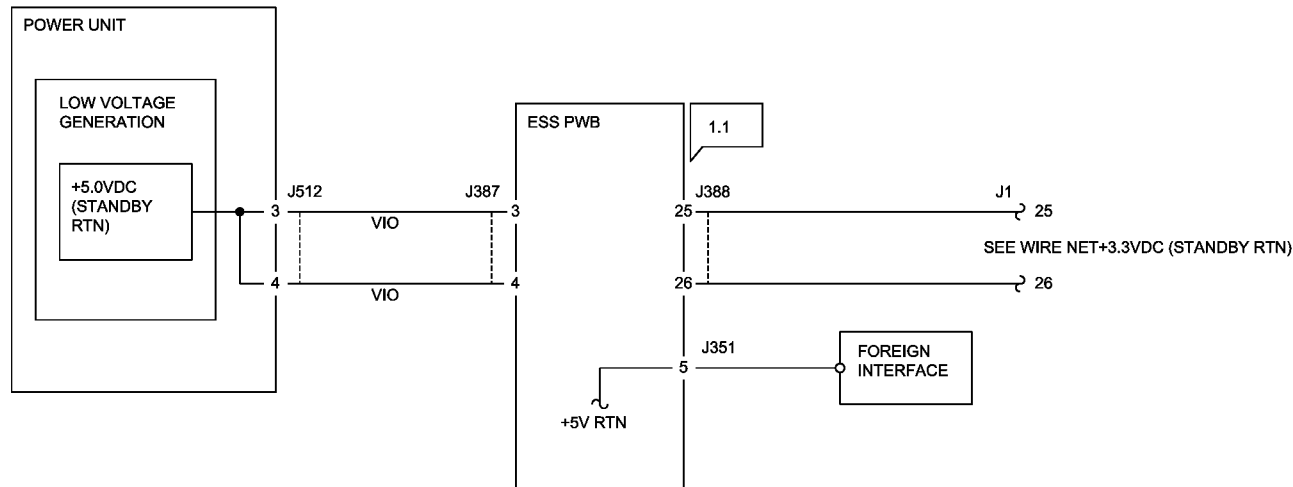 POWER UNIT
LOW VOLTAGE
GENERATION
+5.0VDC
(STANDBY
RTN)
J512
J387
3
VIO
3
4
VIO
4
ESS PWB
1.1
J388
J1
25
25
SEE WIRE NET+3.3VDC (STANDBY RTN)
26
26
J351
5
+5V RTN
FOREIGN
INTERFACE